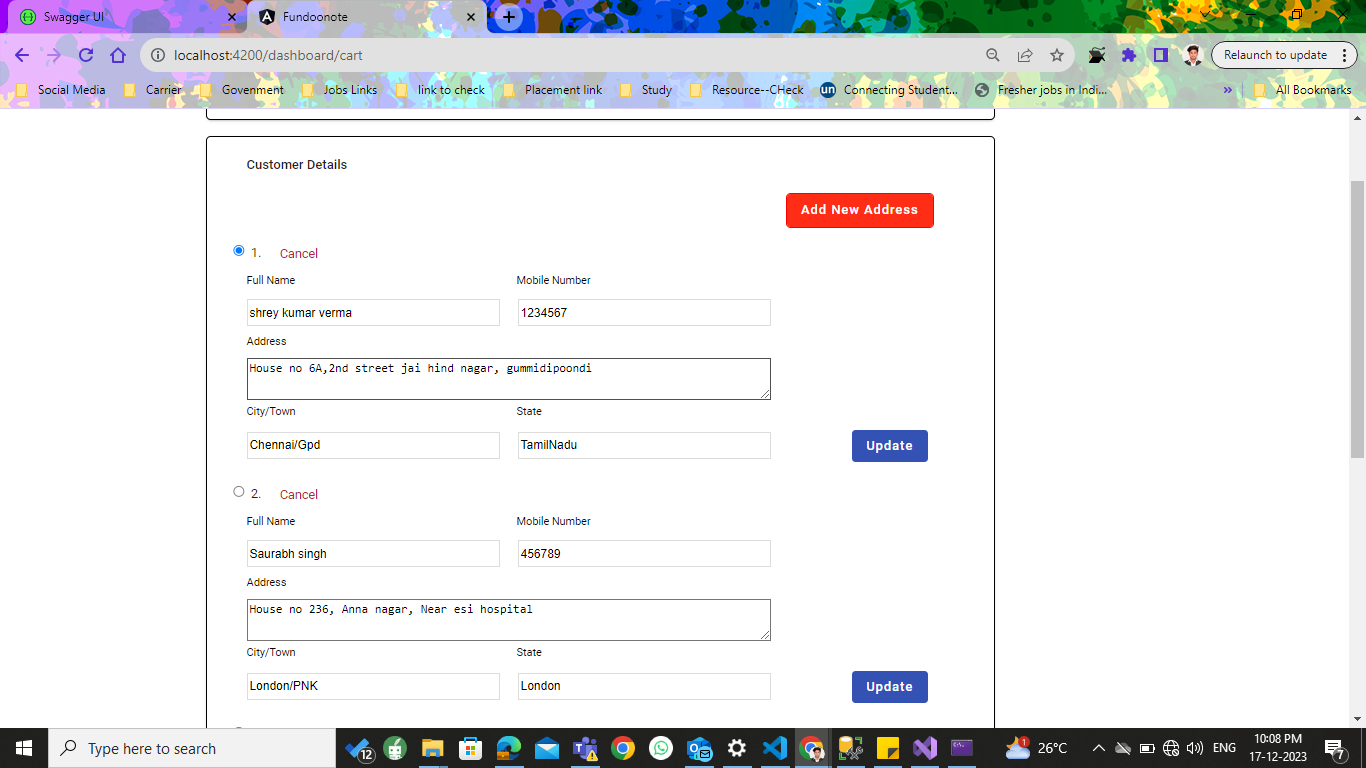 Swagger UI
Fundoonote
localhost:4200/dashboard/cart
Relaunch to update
Social Media
Carrier
Govenment
Jobs Links
link to check
Placement link
Study
Resource--CHeck
un Connecting Student...
Fresher jobs in Indi...
»
All Bookmarks
Customer Details
Add New Address
1. Cancel
Full Name Mobile Number
shrey kumar verma 1234567
Address
House no 6A,2nd street jai hind nagar, gummidipoondi
City/Town State
Chennai/Gpd TamilNadu Update
2. Cancel
Full Name Mobile Number
Saurabh singh 456789
Address
House no 236, Anna nagar, Near esi hospital
City/Town State
London/PNK London Update
Type here to search
12
1
26°C
ENG
10:08 PM
17-12-2023
7